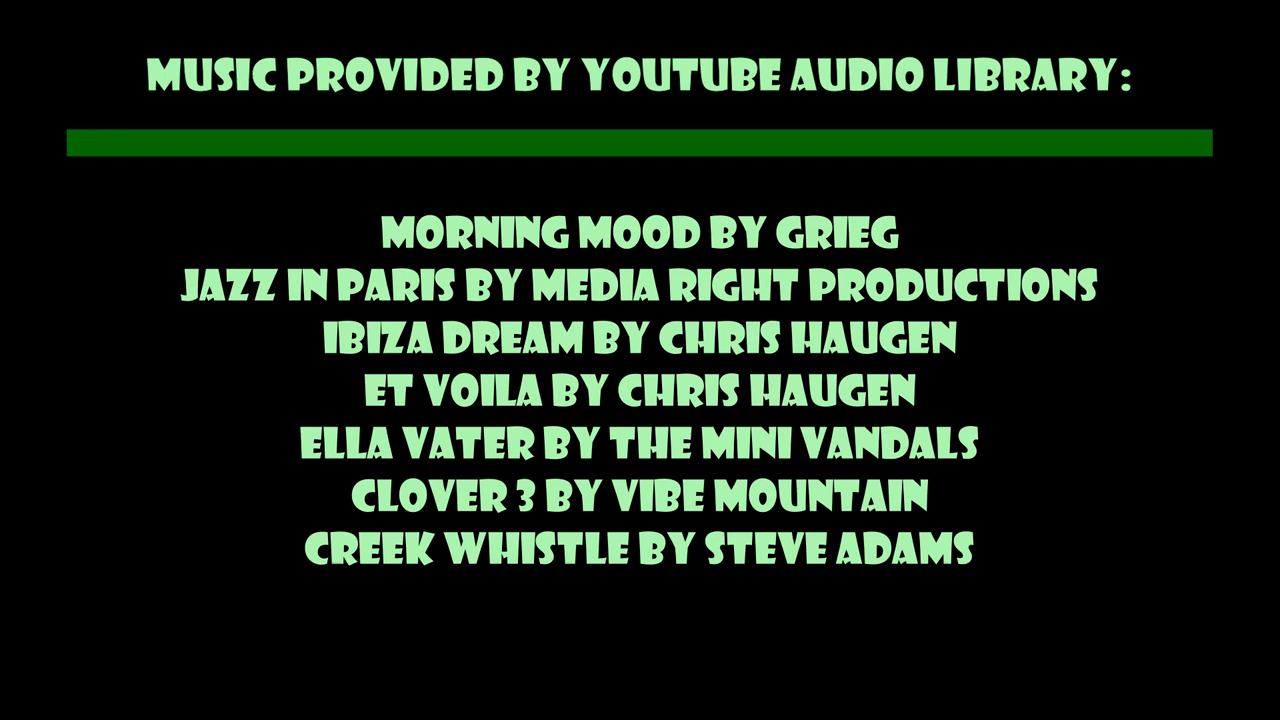 MUSIC PROVIDED BY YOUTUBE AUDIO LIBRARY:
MORNING MOOD BY GRIEG
JAZZ IN PARIS BY MEDIA RIGHT PRODUCTIONS
IBIZA DREAM BY CHRIS HAUGEN
ET VOILA BY CHRIS HAUGEN
ELLA VATER BY THE MINI VANDALS
CLOVER 3 BY VIBE MOUNTAIN
CREEK WHISTLE BY STEVE ADAMS